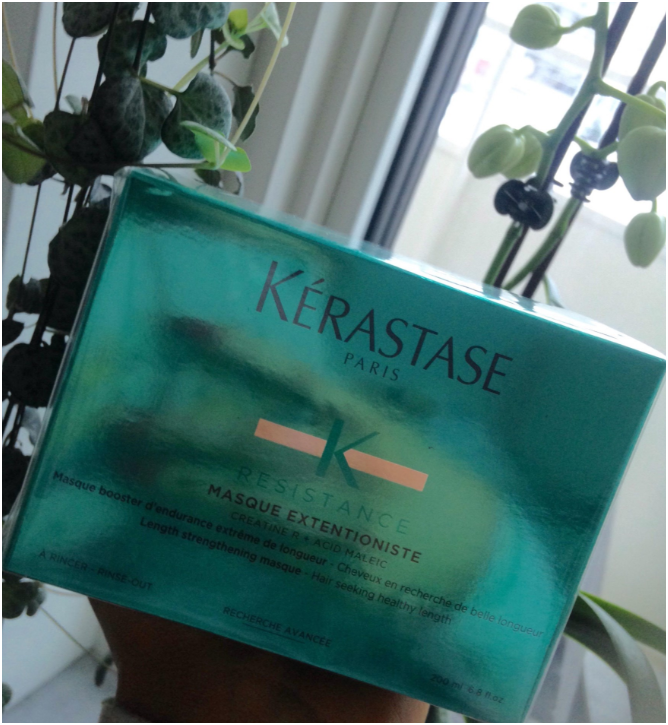 KÉRASTASE
PARIS
K
RESISTANCE
MASQUE EXTENTIONISTE
CREATINE R + ACID MALEIC
Masque booster d'endurance extrême de longueur - Cheveux en recherche de belle longueur
Length strengthening masque - Hair seeking healthy length
À RINCER - RINSE-OUT
RECHERCHE AVANCÉE
200 ml 6.8 fl.oz